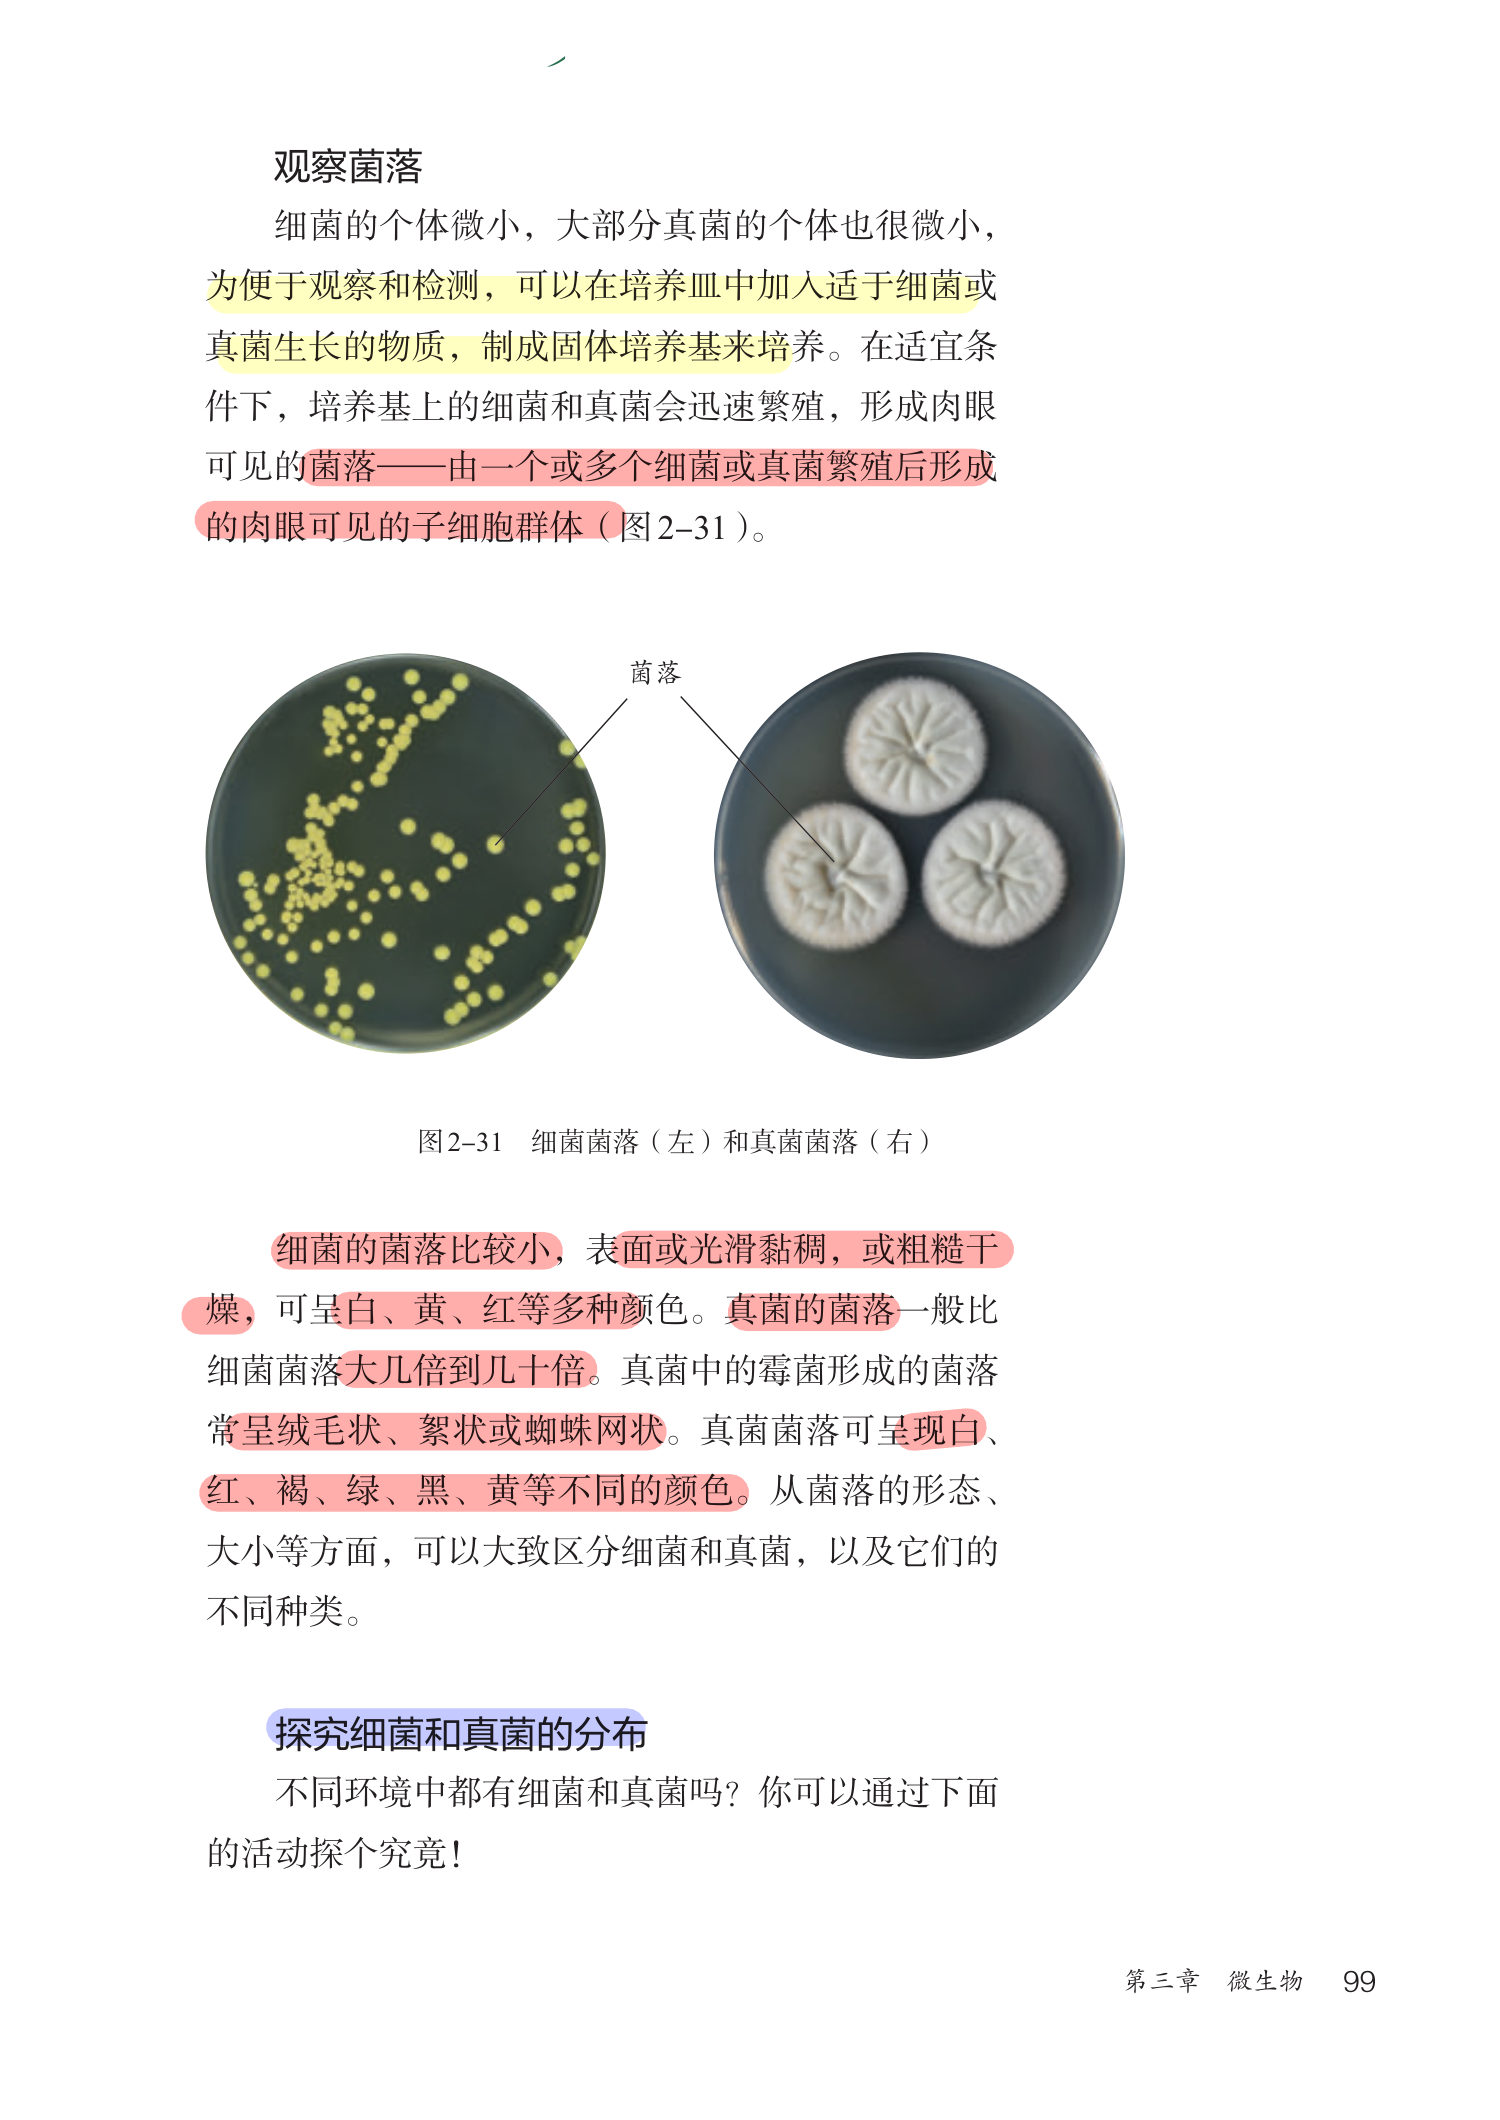 观察菌落
细菌的个体微小，大部分真菌的个体也很微小，
为便于观察和检测，可以在培养皿中加入适于细菌或
真菌生长的物质，制成固体培养基来培养。在适宜条
件下，培养基上的细菌和真菌会迅速繁殖，形成肉眼
可见的菌落——由一个或多个细菌或真菌繁殖后形成
的肉眼可见的子细胞群体（图2–31）。
菌落
图2–31　细菌菌落（左）和真菌菌落（右）
细菌的菌落比较小，表面或光滑黏稠，或粗糙干
燥，可呈白、黄、红等多种颜色。真菌的菌落一般比
细菌菌落大几倍到几十倍。真菌中的霉菌形成的菌落
常呈绒毛状、絮状或蜘蛛网状。真菌菌落可呈现白、
红、褐、绿、黑、黄等不同的颜色。从菌落的形态、
大小等方面，可以大致区分细菌和真菌，以及它们的
不同种类。
探究细菌和真菌的分布
不同环境中都有细菌和真菌吗？你可以通过下面
的活动探个究竟！
第三章　微生物　99